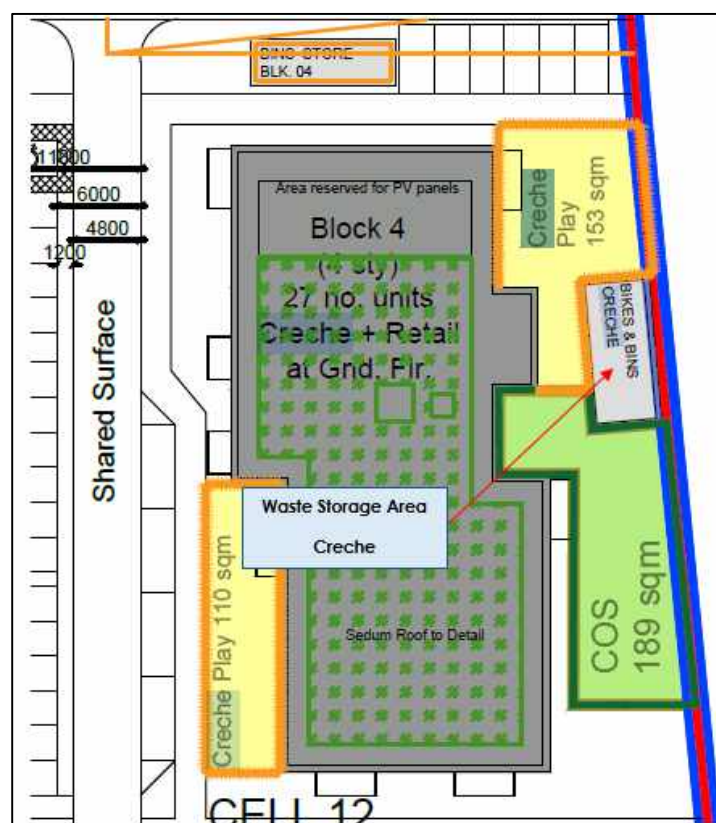 BINS STORE
BLK. 04
11800
6000
4800
1200
Shared Surface
Area reserved for PV panels
Block 4
(4 sty)
27 no. units
Creche + Retail
at Gnd. Flr.
Creche
Play
153 sqm
BIKES & BINS
CRECHE
Waste Storage Area
Creche
Creche Play 110 sqm
Sedum Roof to Detail
COS
189 sqm
CELL 12